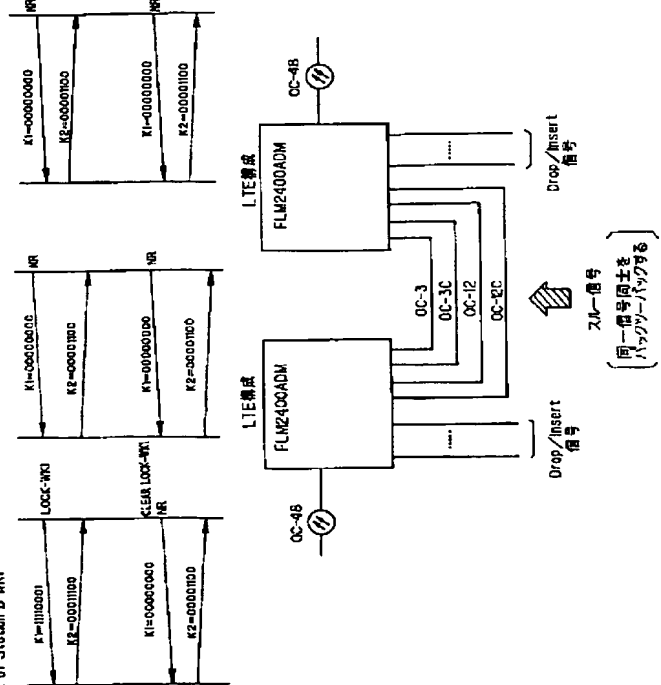 of Station D WK1
K1=11110001
LOCK-WK1
K2=00001100
CLEAR LOCK-WK1
NR
K1=00000000
K2=00001100
NR
K1=00000000
K2=00001100
NR
K1=00000000
K2=00001100
NR
K1=00000000
K2=00001100
NR
K1=00000000
K2=00001100
OC-48
LTE構成
FLM2400ADM
Drop/Insert
信号
OC-3
OC-3C
OC-12
OC-12C
スルー信号
同一信号同士を
バックツーバックする
LTE構成
FLM2400ADM
OC-48
Drop/Insert
信号